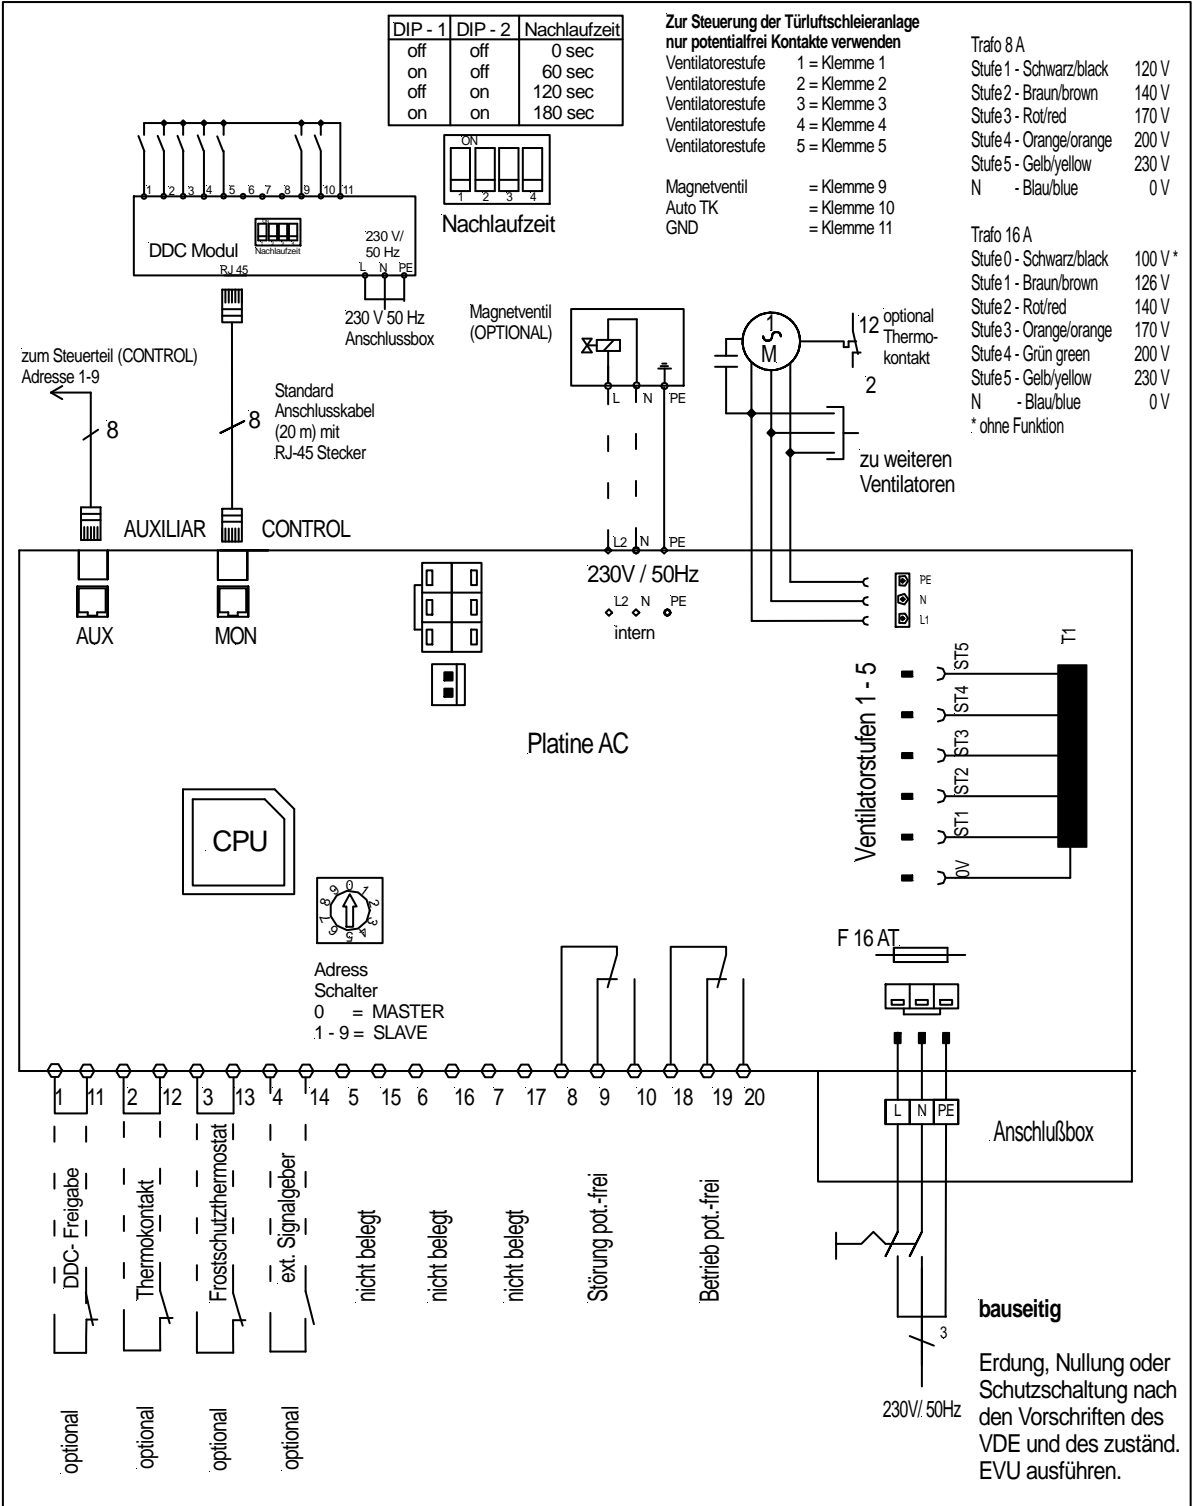 DIP - 1 DIP - 2 Nachlaufzeit
off off 0 sec
on off 60 sec
off on 120 sec
on on 180 sec
ON
1 2 3 4
Nachlaufzeit
Zur Steuerung der Türluftschleieranlage
nur potentialfrei Kontakte verwenden
Ventilatorestufe 1 = Klemme 1
Ventilatorestufe 2 = Klemme 2
Ventilatorestufe 3 = Klemme 3
Ventilatorestufe 4 = Klemme 4
Ventilatorestufe 5 = Klemme 5
Magnetventil = Klemme 9
Auto TK = Klemme 10
GND = Klemme 11
Trafo 8 A
Stufe 1 - Schwarz/black 120 V
Stufe 2 - Braun/brown 140 V
Stufe 3 - Rot/red 170 V
Stufe 4 - Orange/orange 200 V
Stufe 5 - Gelb/yellow 230 V
N - Blau/blue 0 V
Trafo 16 A
Stufe 0 - Schwarz/black 100 V *
Stufe 1 - Braun/brown 126 V
Stufe 2 - Rot/red 140 V
Stufe 3 - Orange/orange 170 V
Stufe 4 - Grün green 200 V
Stufe 5 - Gelb/yellow 230 V
N - Blau/blue 0 V
* ohne Funktion
1 2 3 4 5 6 7 8 9 10 11
DDC Modul
Nachlaufzeit
RJ 45
230 V/
50 Hz
L N PE
230 V 50 Hz
Anschlussbox
zum Steuerteil (CONTROL)
Adresse 1-9
8
8
Standard
Anschlusskabel
(20 m) mit
RJ-45 Stecker
Magnetventil
(OPTIONAL)
L N PE
1
M
12
2
optional
Thermo-
kontakt
zu weiteren
Ventilatoren
AUXILIAR
CONTROL
AUX
MON
L2 N PE
230V / 50Hz
L2 N PE
intern
PE
N
L1
T1
Ventilatorstufen 1 - 5
ST5
ST4
ST3
ST2
ST1
0V
Platine AC
CPU
0 1 2 3 4 5 6 7 8 9
Adress
Schalter
0 = MASTER
1 - 9 = SLAVE
F 16 AT
1 11 2 12 3 13 4 14 5 15 6 16 7 17 8 9 10 18 19 20
L N PE
Anschlußbox
DDC- Freigabe
Thermokontakt
Frostschutzthermostat
ext. Signalgeber
nicht belegt
nicht belegt
nicht belegt
Störung pot.-frei
Betrieb pot.-frei
optional
optional
optional
optional
3
230V/ 50Hz
bauseitig
Erdung, Nullung oder
Schutzschaltung nach
den Vorschriften des
VDE und des zuständ.
EVU ausführen.